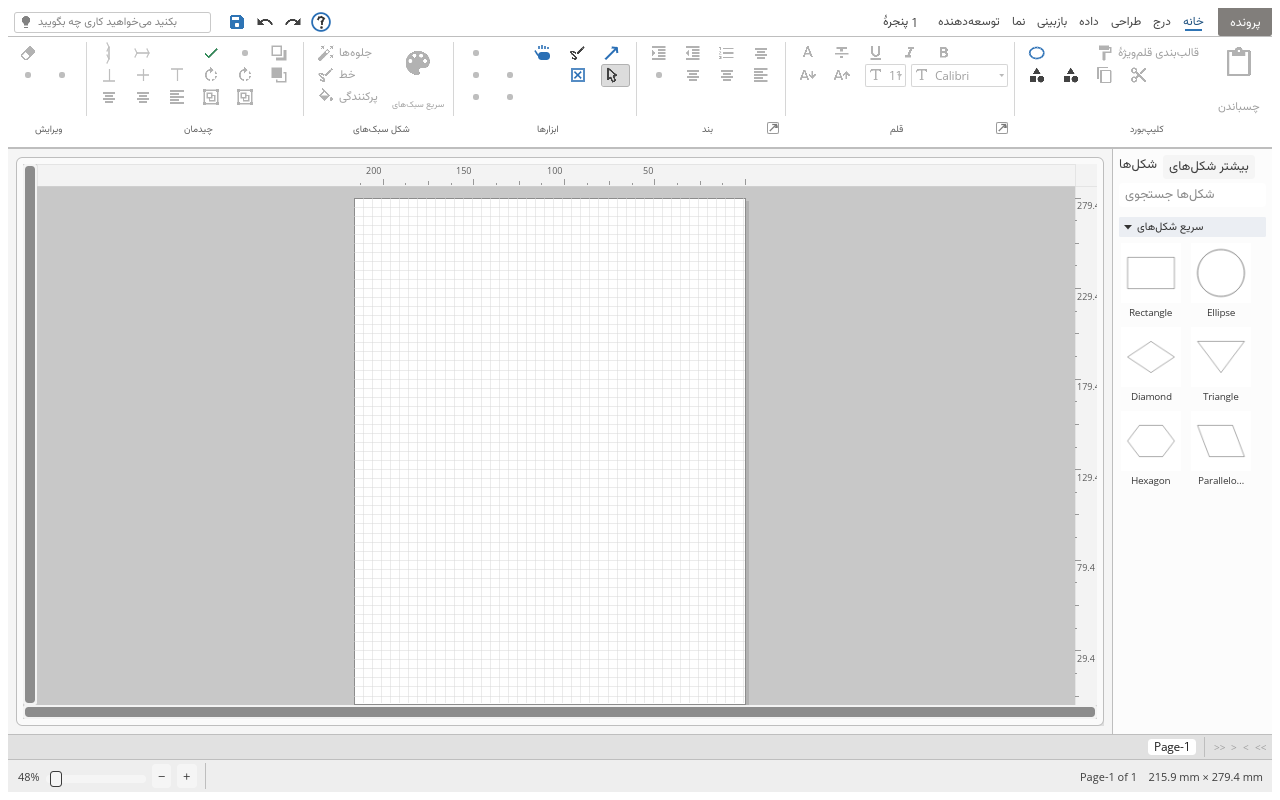 پرونده
خانه
درج
طراحی
داده
بازبینی
نما
توسعه‌دهنده
پنجرهٔ 1
بکنید می‌خواهید کاری چه بگویید
چسباندن
قالب‌بندی قلم‌ویژهٔ
کلیپ‌بورد
Calibri
11
قلم
بند
ابزارها
جلوه‌ها
خط
پرکنندگی
سریع سبک‌های
شکل سبک‌های
چیدمان
ویرایش
شکل‌ها
بیشتر شکل‌های
شکل‌ها جستجوی
سریع شکل‌های
Rectangle
Ellipse
Diamond
Triangle
Hexagon
Parallelo...
200
150
100
50
279.4
229.4
179.4
129.4
79.4
29.4
Page-1
<< < > >>
48%
Page-1 of 1
215.9 mm × 279.4 mm